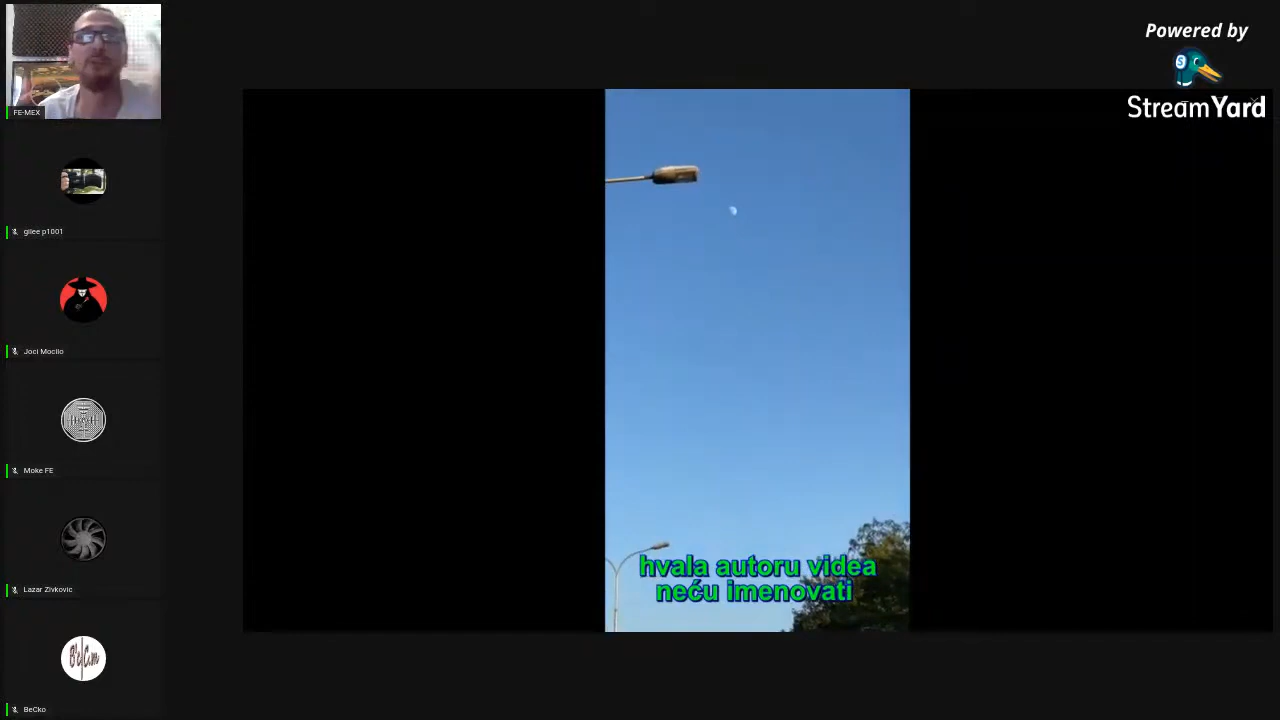 Powered by
StreamYard
FE-MEX
gilee p1001
Joci Mocilo
Moke FE
Lazar Zivkovic
BeCko
hvala autoru videa
neću imenovati